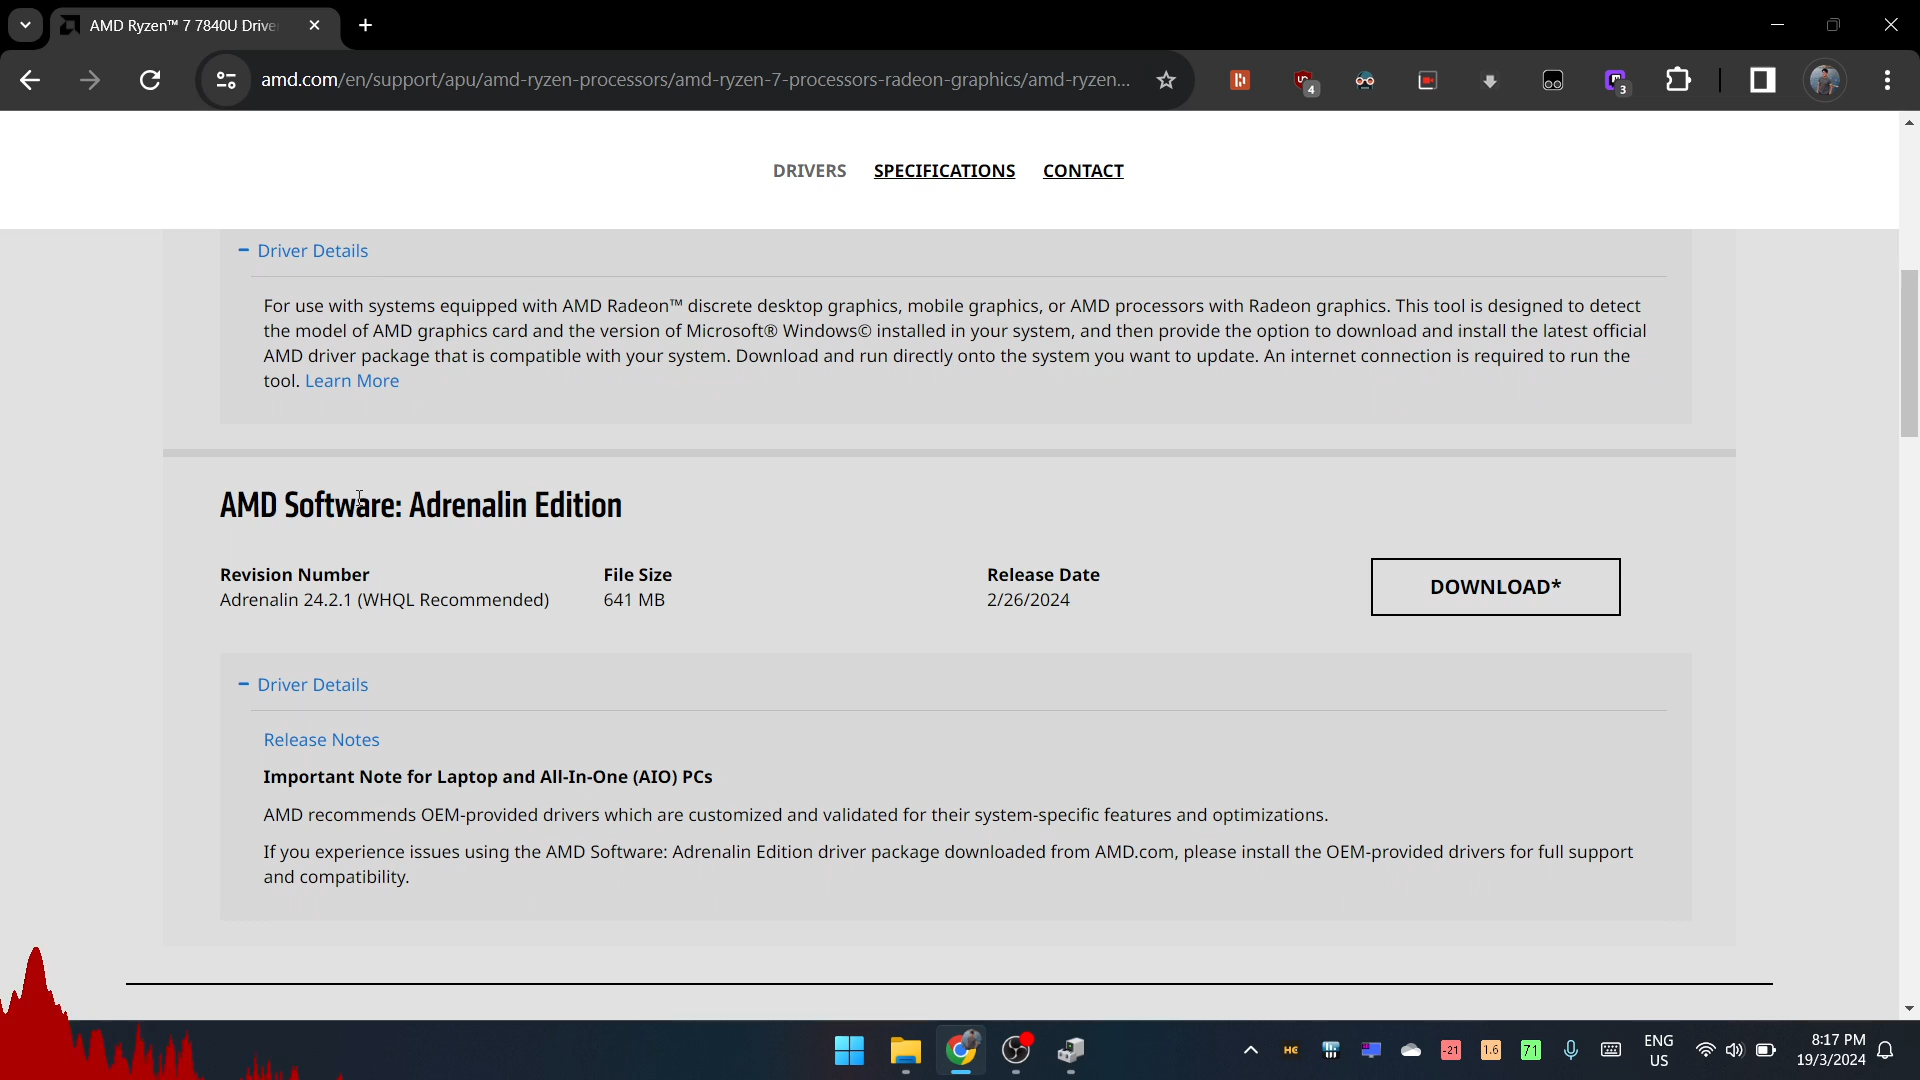 AMD Ryzen™ 7 7840U Drive
amd.com/en/support/apu/amd-ryzen-processors/amd-ryzen-7-processors-radeon-graphics/amd-ryzen...
4
3
DRIVERS SPECIFICATIONS CONTACT
− Driver Details
For use with systems equipped with AMD Radeon™ discrete desktop graphics, mobile graphics, or AMD processors with Radeon graphics. This tool is designed to detect
the model of AMD graphics card and the version of Microsoft® Windows© installed in your system, and then provide the option to download and install the latest official
AMD driver package that is compatible with your system. Download and run directly onto the system you want to update. An internet connection is required to run the
tool. Learn More
AMD Software: Adrenalin Edition
Revision Number File Size Release Date
Adrenalin 24.2.1 (WHQL Recommended) 641 MB 2/26/2024
DOWNLOAD*
− Driver Details
Release Notes
Important Note for Laptop and All-In-One (AIO) PCs
AMD recommends OEM-provided drivers which are customized and validated for their system-specific features and optimizations.
If you experience issues using the AMD Software: Adrenalin Edition driver package downloaded from AMD.com, please install the OEM-provided drivers for full support
and compatibility.
-21 1.6 71
ENG
US
8:17 PM
19/3/2024